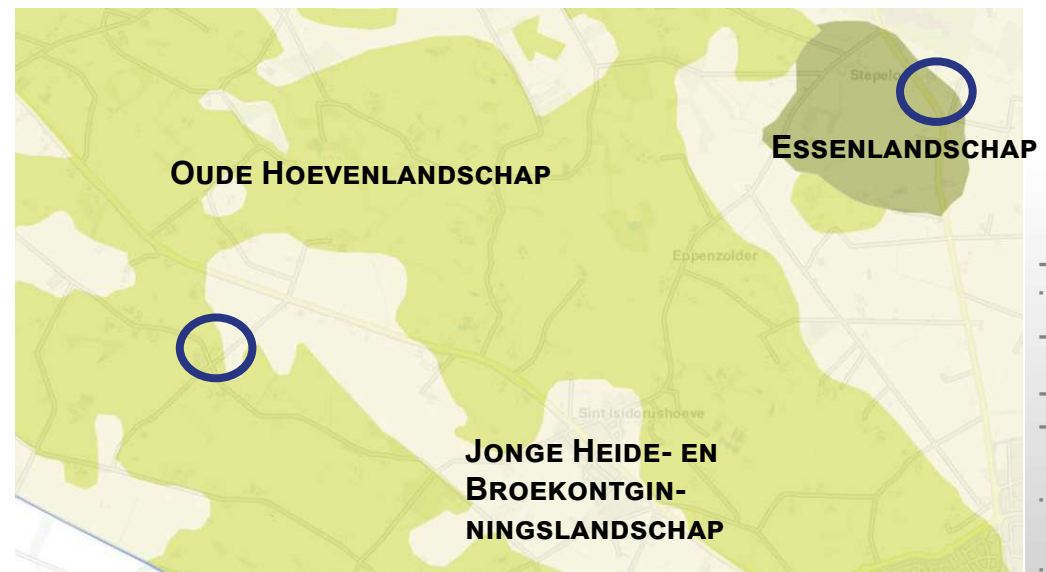 Stepelo
Essenlandschap
Oude Hoevenlandschap
Eppenzolder
Sint Isidorushoeve
Jonge Heide- en
Broekontgin-
ningslandschap